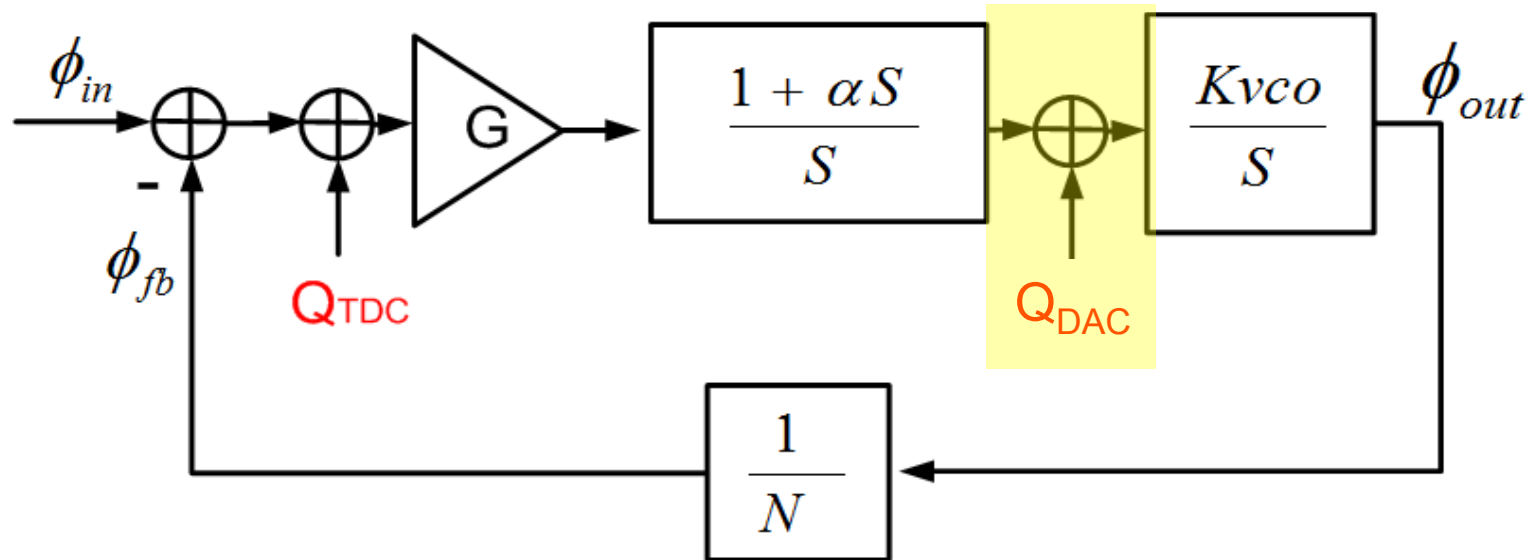 ϕin
-
ϕfb
QTDC
G
1 + αS
S
QDAC
Kvco
S
ϕout
1
N